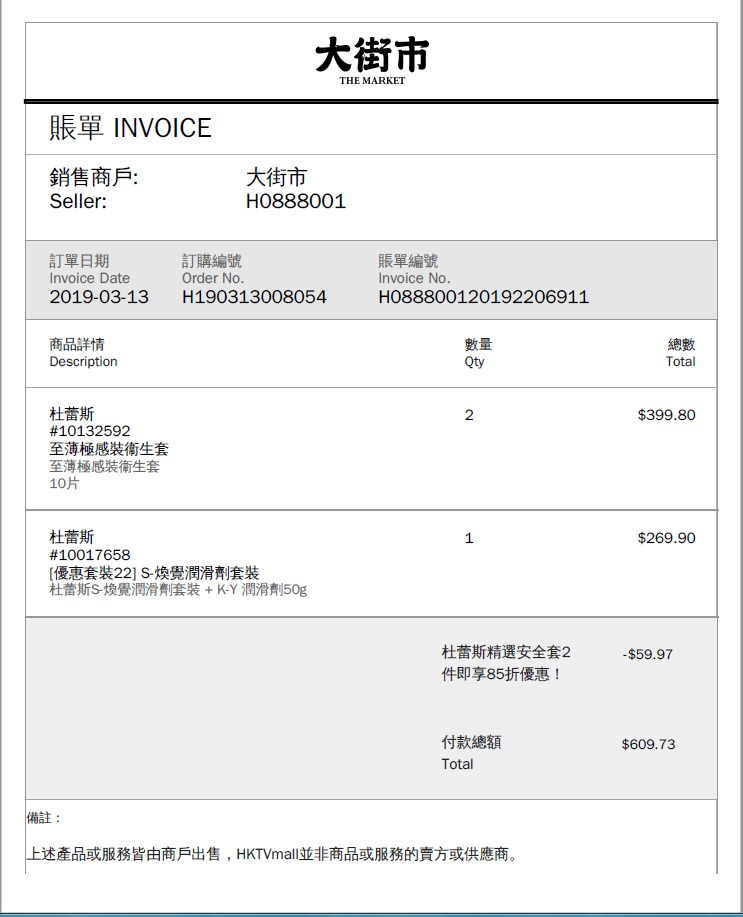 大街市
THE MARKET
賬單 INVOICE
銷售商戶: 大街市
Seller: H0888001
訂單日期 訂購編號 賬單編號
Invoice Date Order No. Invoice No.
2019-03-13 H190313008054 H088800120192206911
商品詳情 數量 總數
Description Qty Total
杜蕾斯 2 $399.80
#10132592
至薄極感裝衞生套
至薄極感裝衞生套
10片
杜蕾斯 1 $269.90
#10017658
[優惠套裝22] S-煥覺潤滑劑套裝
杜蕾斯S-煥覺潤滑劑套裝 + K-Y 潤滑劑50g
杜蕾斯精選安全套2 -$59.97
件即享85折優惠！
付款總額 $609.73
Total
備註：
上述產品或服務皆由商戶出售，HKTVmall並非商品或服務的賣方或供應商。